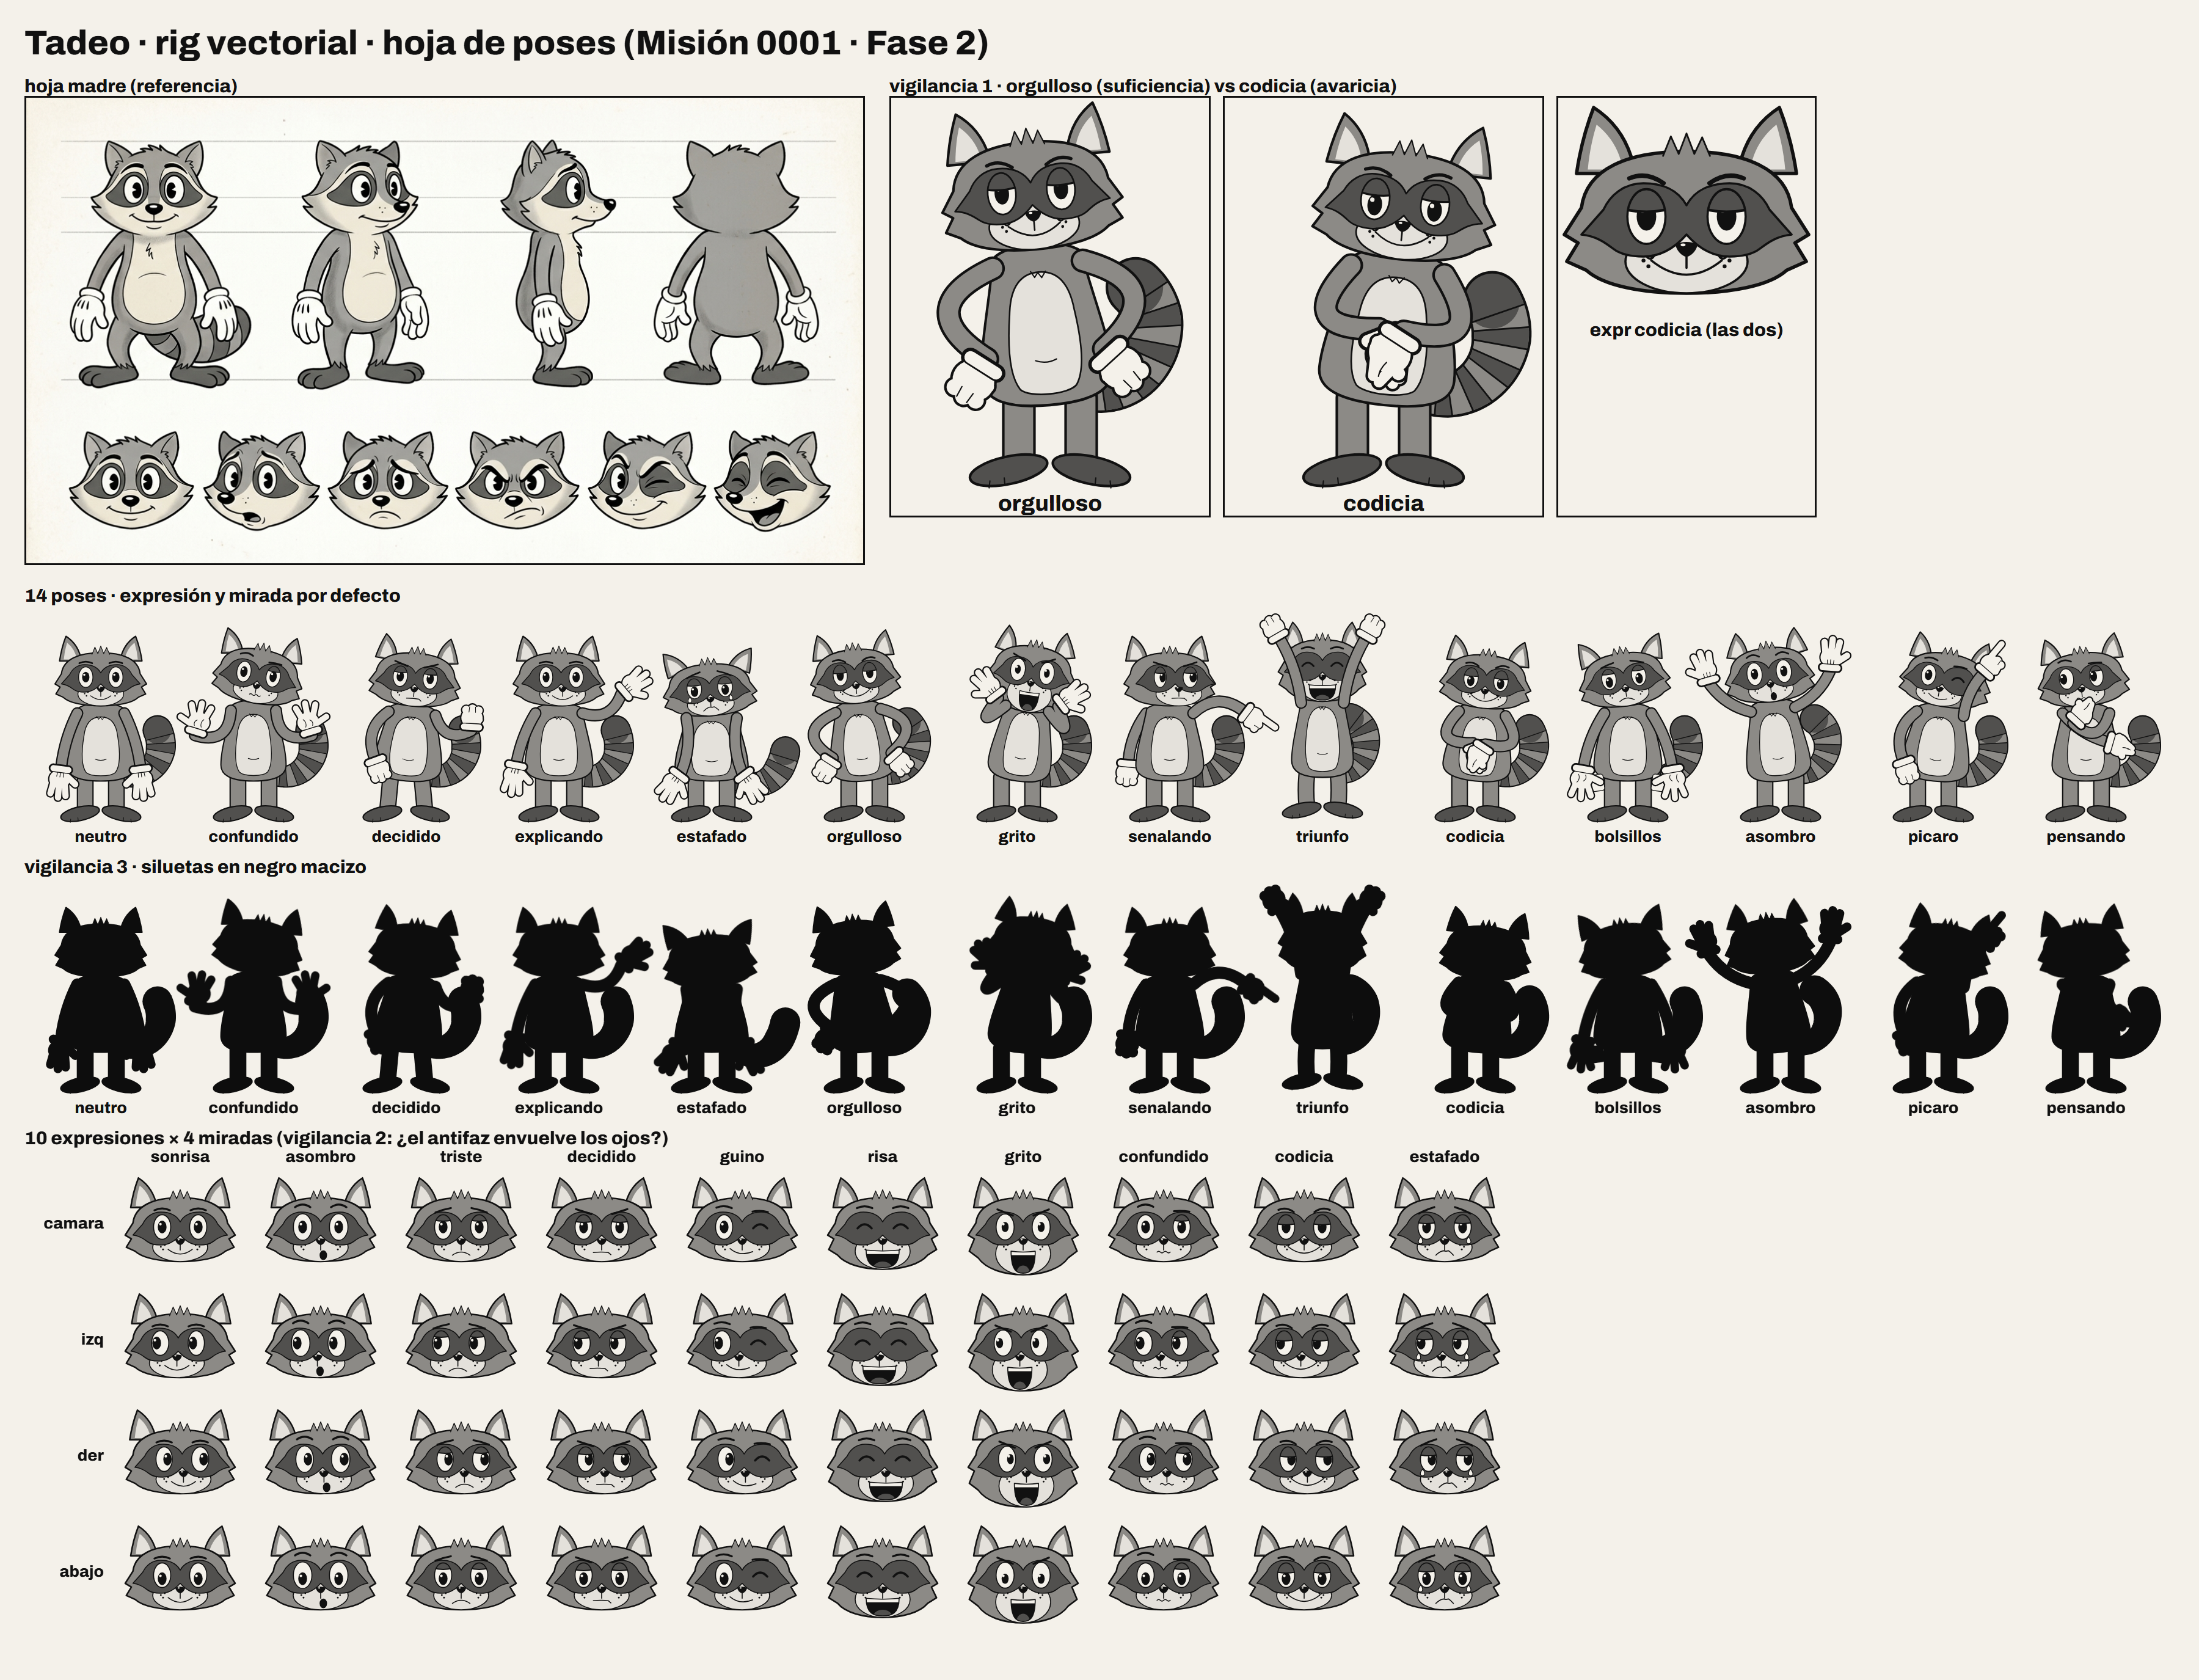 Tadeo · rig vectorial · hoja de poses (Misión 0001 · Fase 2)
hoja madre (referencia)
vigilancia 1 · orgulloso (suficiencia) vs codicia (avaricia)
orgulloso
codicia
expr codicia (las dos)
14 poses · expresión y mirada por defecto
neutro confundido decidido explicando estafado orgulloso grito senalando triunfo codicia bolsillos asombro picaro pensando
vigilancia 3 · siluetas en negro macizo
neutro confundido decidido explicando estafado orgulloso grito senalando triunfo codicia bolsillos asombro picaro pensando
10 expresiones × 4 miradas (vigilancia 2: ¿el antifaz envuelve los ojos?)
sonrisa asombro triste decidido guino risa grito confundido codicia estafado
camara
izq
der
abajo